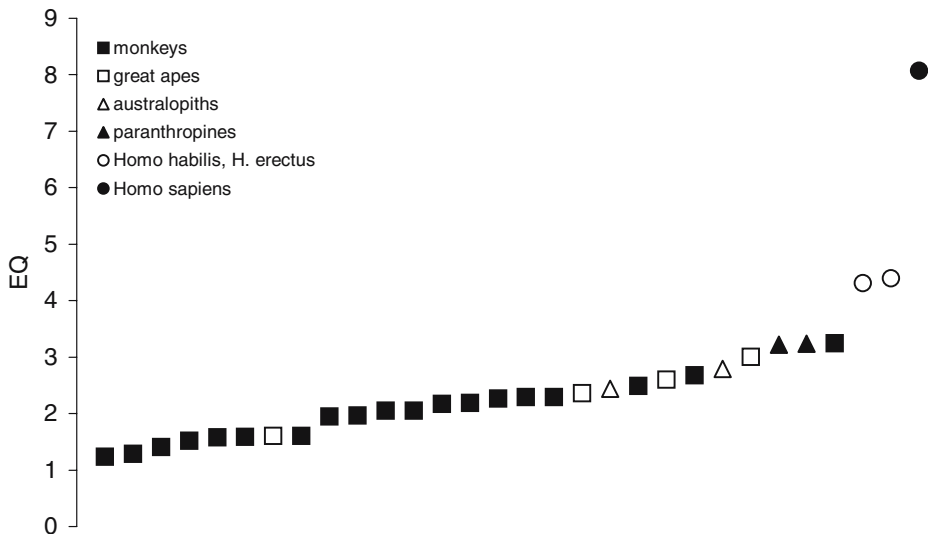 9
8
7
6
5
4
3
2
1
0
EQ
monkeys
great apes
australopiths
paranthropines
Homo habilis, H. erectus
Homo sapiens